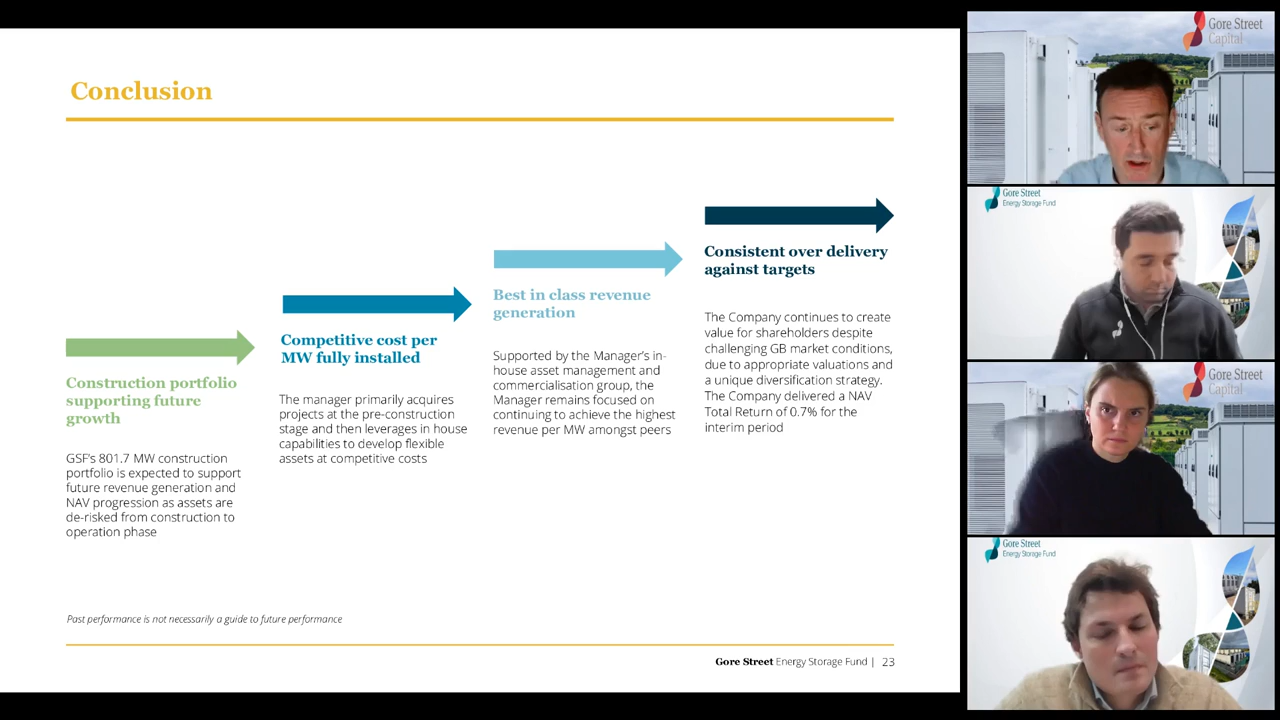 Conclusion
Construction portfolio
supporting future
growth
GSF's 801.7 MW construction
portfolio is expected to support
future revenue generation and
NAV progression as assets are
de-risked from construction to
operation phase
Competitive cost per
MW fully installed
The manager primarily acquires
projects at the pre-construction
stage and then leverages in house
capabilities to develop flexible
assets at competitive costs
Best in class revenue
generation
Supported by the Manager's in-
house asset management and
commercialisation group, the
Manager remains focused on
continuing to achieve the highest
revenue per MW amongst peers
Consistent over delivery
against targets
The Company continues to create
value for shareholders despite
challenging GB market conditions,
due to appropriate valuations and
a unique diversification strategy.
The Company delivered a NAV
Total Return of 0.7% for the
interim period
Past performance is not necessarily a guide to future performance
Gore Street Energy Storage Fund | 23
Gore Street
Capital
Gore Street
Energy Storage Fund
Gore Street
Capital
Gore Street
Energy Storage Fund